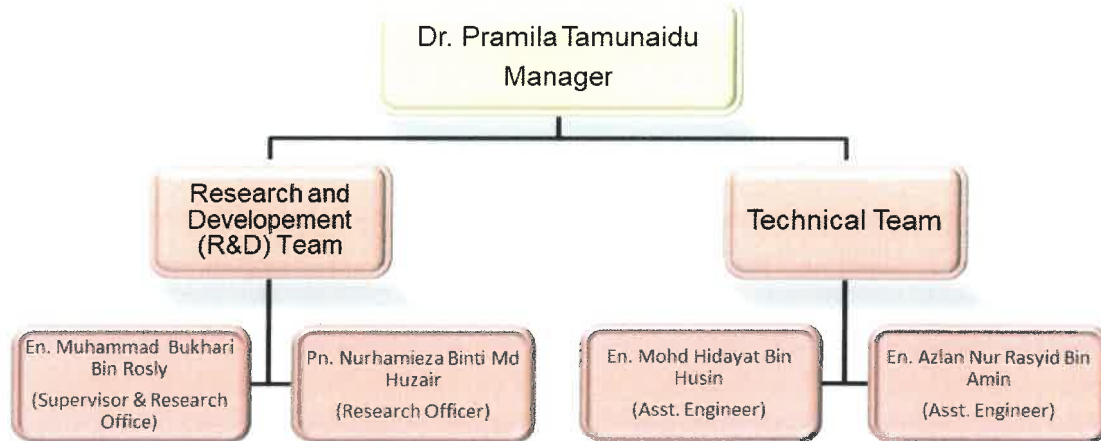 Dr. Pramila Tamunaidu
Manager
Research and
Developement
(R&D) Team
Technical Team
En. Muhammad Bukhari
Bin Rosly
(Supervisor & Research
Office)
Pn. Nurhamieza Binti Md
Huzair
(Research Officer)
En. Mohd Hidayat Bin
Husin
(Asst. Engineer)
En. Azlan Nur Rasyid Bin
Amin
(Asst. Engineer)